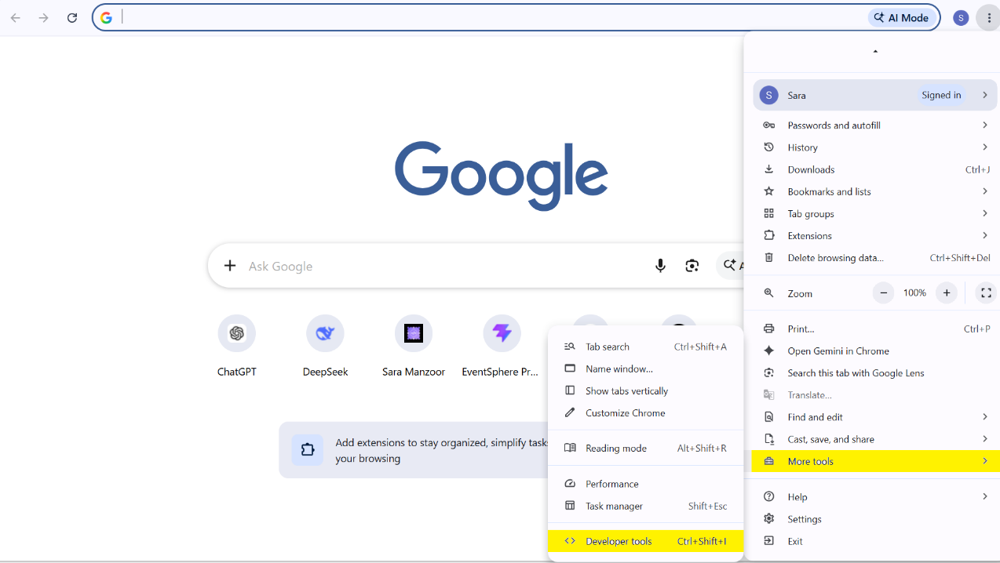 AI Mode
S
Sara
Signed in
Passwords and autofill
History
Downloads Ctrl+J
Bookmarks and lists
Tab groups
Extensions
Delete browsing data... Ctrl+Shift+Del
Zoom
100%
Print... Ctrl+P
Open Gemini in Chrome
Search this tab with Google Lens
Translate...
Find and edit
Cast, save, and share
More tools
Help
Settings
Exit
Google
Ask Google
ChatGPT
DeepSeek
Sara Manzoor
EventSphere Pr...
Add extensions to stay organized, simplify
your browsing
Tab search Ctrl+Shift+A
Name window...
Show tabs vertically
Customize Chrome
Reading mode Alt+Shift+R
Performance
Task manager Shift+Esc
Developer tools Ctrl+Shift+I